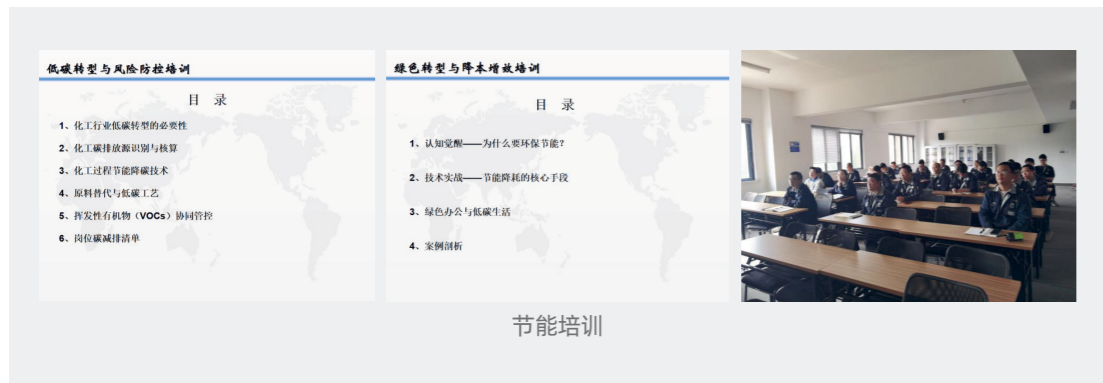 低碳转型与风险防控培训
目 录
1、化工行业低碳转型的必要性
2、化工碳排放源识别与核算
3、化工过程节能降碳技术
4、原料替代与低碳工艺
5、挥发性有机物（VOCs）协同管控
6、岗位碳减排清单
绿色转型与降本增效培训
目 录
1、认知觉醒——为什么要环保节能？
2、技术实战——节能降耗的核心手段
3、绿色办公与低碳生活
4、案例剖析
节能培训